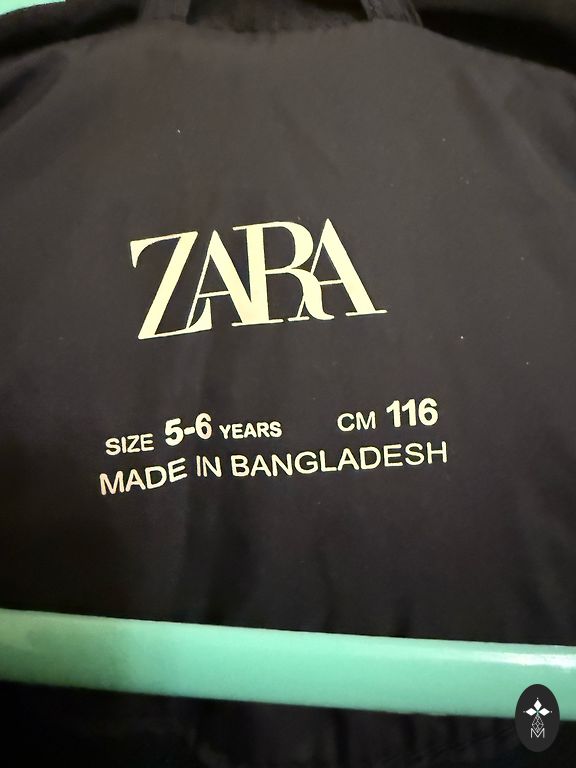 ZARA
SIZE 5-6 YEARS CM 116
MADE IN BANGLADESH
M